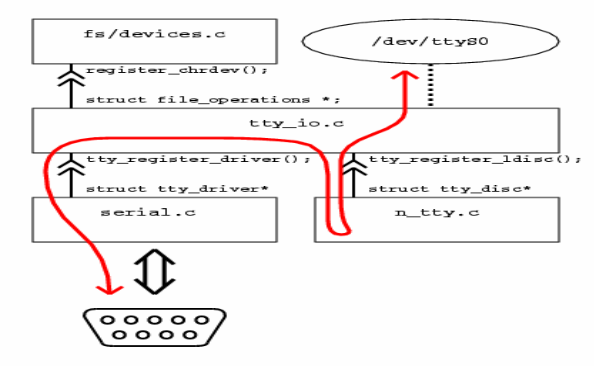 fs/devices.c
/dev/ttyS0
register_chrdev();
struct file_operations *;
tty_io.c
tty_register_driver();
tty_register_ldisc();
struct tty_driver*
struct tty_disc*
serial.c
n_tty.c